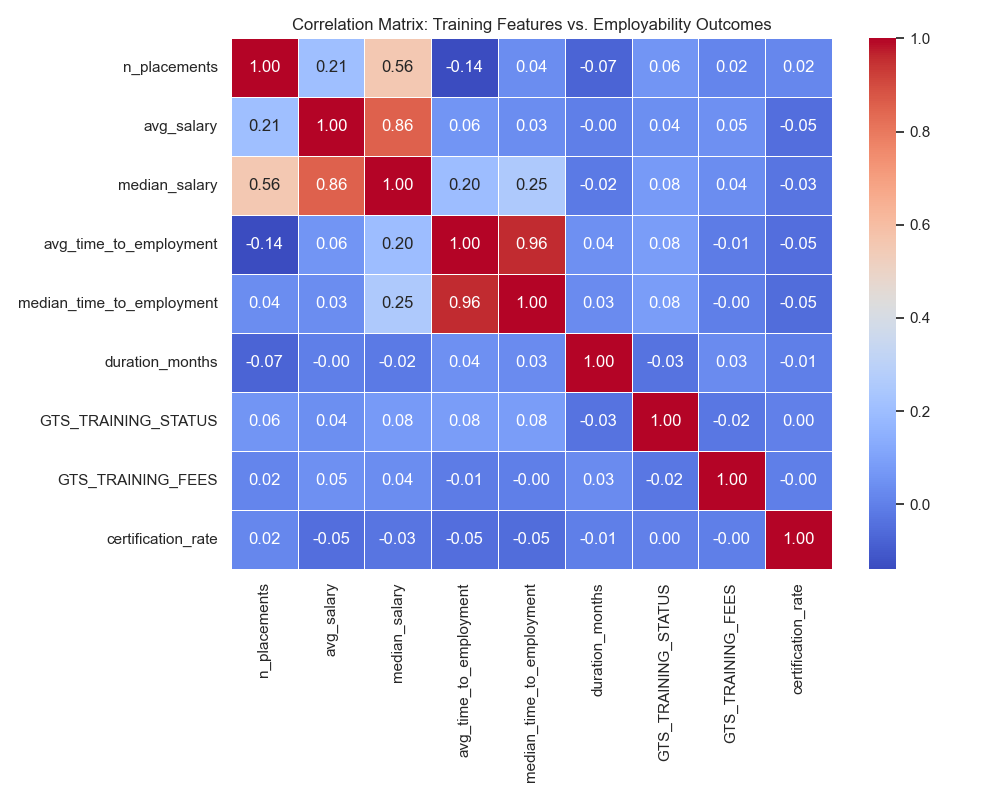 Correlation Matrix: Training Features vs. Employability Outcomes
n_placements 1.00 0.21 0.56 -0.14 0.04 -0.07 0.06 0.02 0.02
avg_salary 0.21 1.00 0.86 0.06 0.03 -0.00 0.04 0.05 -0.05
median_salary 0.56 0.86 1.00 0.20 0.25 -0.02 0.08 0.04 -0.03
avg_time_to_employment -0.14 0.06 0.20 1.00 0.96 0.04 0.08 -0.01 -0.05
median_time_to_employment 0.04 0.03 0.25 0.96 1.00 0.03 0.08 -0.00 -0.05
duration_months -0.07 -0.00 -0.02 0.04 0.03 1.00 -0.03 0.03 -0.01
GTS_TRAINING_STATUS 0.06 0.04 0.08 0.08 0.08 -0.03 1.00 -0.02 0.00
GTS_TRAINING_FEES 0.02 0.05 0.04 -0.01 -0.00 0.03 -0.02 1.00 -0.00
certification_rate 0.02 -0.05 -0.03 -0.05 -0.05 -0.01 0.00 -0.00 1.00
n_placements
avg_salary
median_salary
avg_time_to_employment
median_time_to_employment
duration_months
GTS_TRAINING_STATUS
GTS_TRAINING_FEES
certification_rate
1.0
0.8
0.6
0.4
0.2
0.0